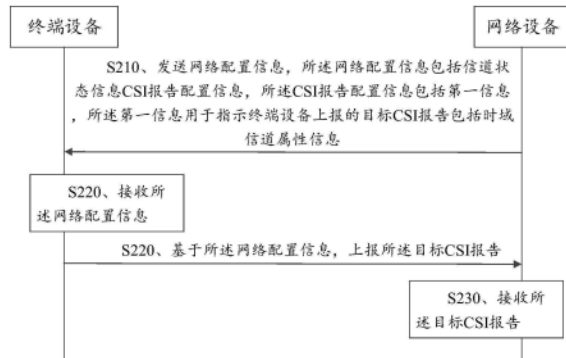 终端设备
网络设备
S210、发送网络配置信息，所述网络配置信息包括信道状
态信息CSI报告配置信息，所述CSI报告配置信息包括第一信息
，所述第一信息用于指示终端设备上报的目标CSI报告包括时域
信道属性信息
S220、接收所
述网络配置信息
S220、基于所述网络配置信息，上报所述目标CSI报告
S230、接收所
述目标CSI报告